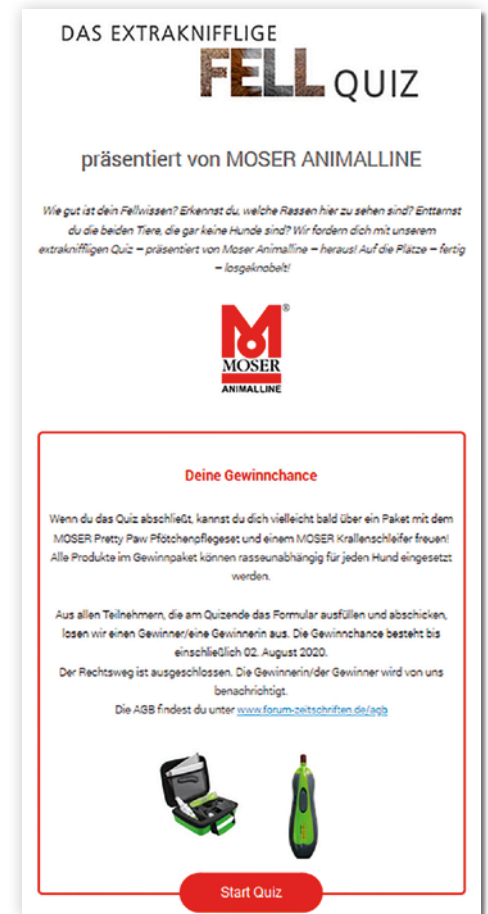 DAS EXTRAKNIFFLIGE
FELL QUIZ
präsentiert von MOSER ANIMALLINE
Wie gut ist dein Fellwissen? Erkennst du, welche Rassen hier zu sehen sind? Enttarnst
du die beiden Tiere, die gar keine Hunde sind? Wir fordern dich mit unserem
extrakniffligen Quiz – präsentiert von Moser Animalline – heraus! Auf die Plätze – fertig
– losgeknobelt!
®
MOSER
ANIMALLINE
Deine Gewinnchance
Wenn du das Quiz abschließt, kannst du dich vielleicht bald über ein Paket mit dem
MOSER Pretty Paw Pfötchenpflegeset und einem MOSER Krallenschleifer freuen!
Alle Produkte im Gewinnpaket können rasseunabhängig für jeden Hund eingesetzt
werden.
Aus allen Teilnehmern, die am Quizende das Formular ausfüllen und abschicken,
losen wir einen Gewinner/eine Gewinnerin aus. Die Gewinnchance besteht bis
einschließlich 02. August 2020.
Der Rechtsweg ist ausgeschlossen. Die Gewinnerin/der Gewinner wird von uns
benachrichtigt.
Die AGB findest du unter www.forum-zeitschriften.de/agb
Start Quiz